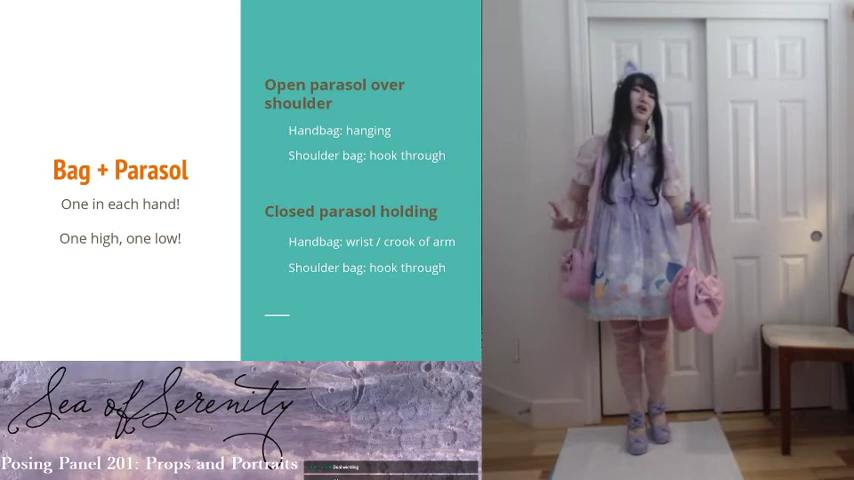 Bag + Parasol
One in each hand!
One high, one low!
Open parasol over
shoulder
Handbag: hanging
Shoulder bag: hook through
Closed parasol holding
Handbag: wrist / crook of arm
Shoulder bag: hook through
Sea of Serenity
Posing Panel 201: Props and Portraits